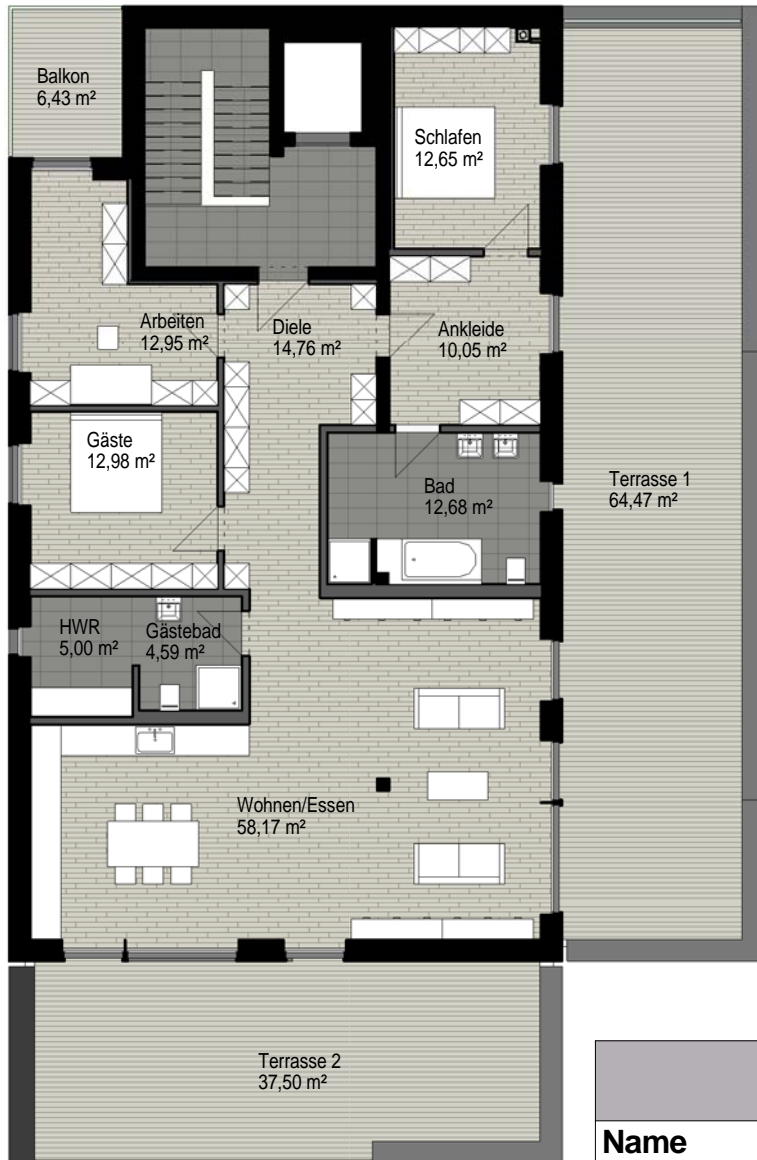 Balkon
6,43 m²
Schlafen
12,65 m²
Arbeiten
12,95 m²
Diele
14,76 m²
Ankleide
10,05 m²
Gäste
12,98 m²
Bad
12,68 m²
Terrasse 1
64,47 m²
HWR
5,00 m²
Gästebad
4,59 m²
Wohnen/Essen
58,17 m²
Terrasse 2
37,50 m²
Name